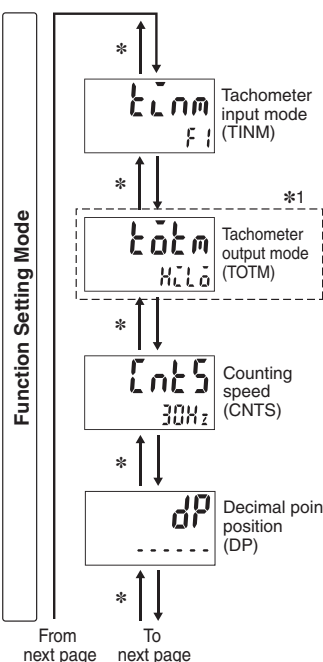 Function Setting Mode
*
tinm
F1
Tachometer
input mode
(TINM)
*
*1
totm
HILO
Tachometer
output mode
(TOTM)
*
CntS
30Hz
Counting
speed
(CNTS)
*
dP
------
Decimal poin
position
(DP)
*
From
next page
To
next page